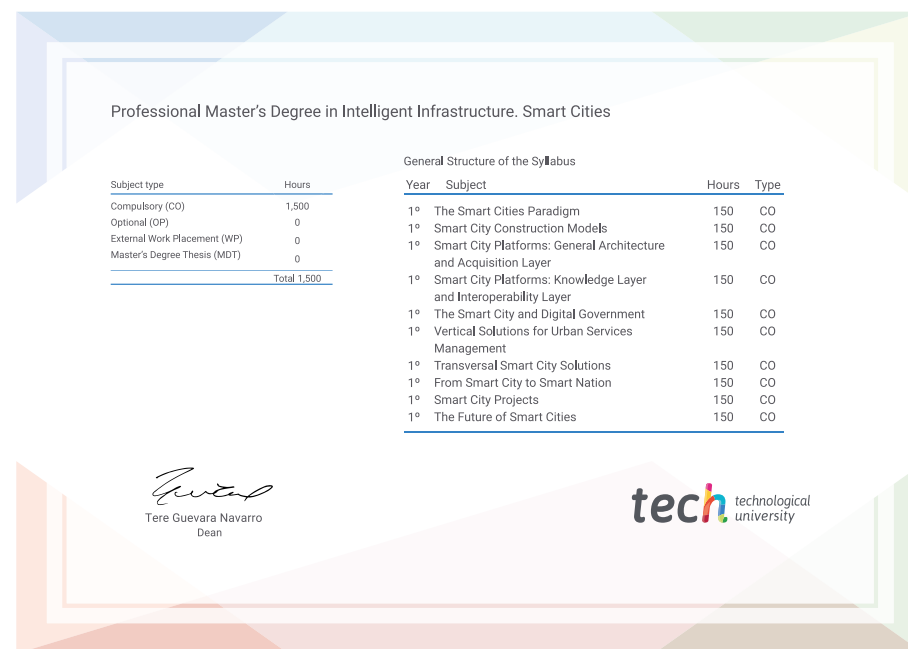 Professional Master's Degree in Intelligent Infrastructure. Smart Cities
Subject type Hours
Compulsory (CO) 1,500
Optional (OP) 0
External Work Placement (WP) 0
Master's Degree Thesis (MDT) 0
Total 1,500
General Structure of the Syllabus
Year Subject Hours Type
1º The Smart Cities Paradigm 150 CO
1º Smart City Construction Models 150 CO
1º Smart City Platforms: General Architecture 150 CO
and Acquisition Layer
1º Smart City Platforms: Knowledge Layer 150 CO
and Interoperability Layer
1º The Smart City and Digital Government 150 CO
1º Vertical Solutions for Urban Services 150 CO
Management
1º Transversal Smart City Solutions 150 CO
1º From Smart City to Smart Nation 150 CO
1º Smart City Projects 150 CO
1º The Future of Smart Cities 150 CO
Tere Guevara Navarro
Dean
tech technological
university